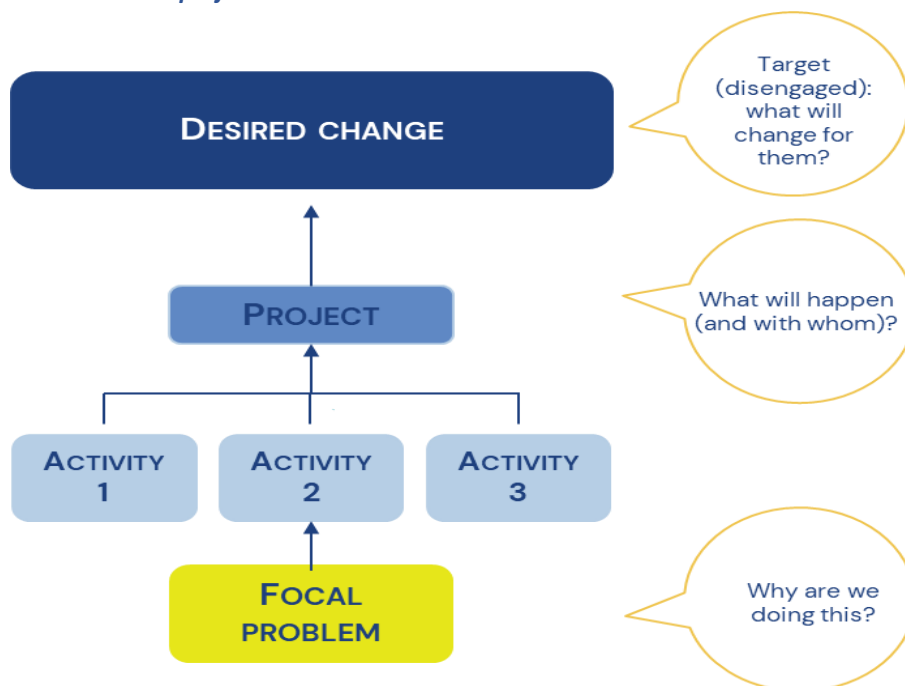 Target
(disengaged):
what will
change for
them?
DESIRED CHANGE
What will happen
(and with whom)?
PROJECT
ACTIVITY
1
ACTIVITY
2
ACTIVITY
3
FOCAL
PROBLEM
Why are we
doing this?